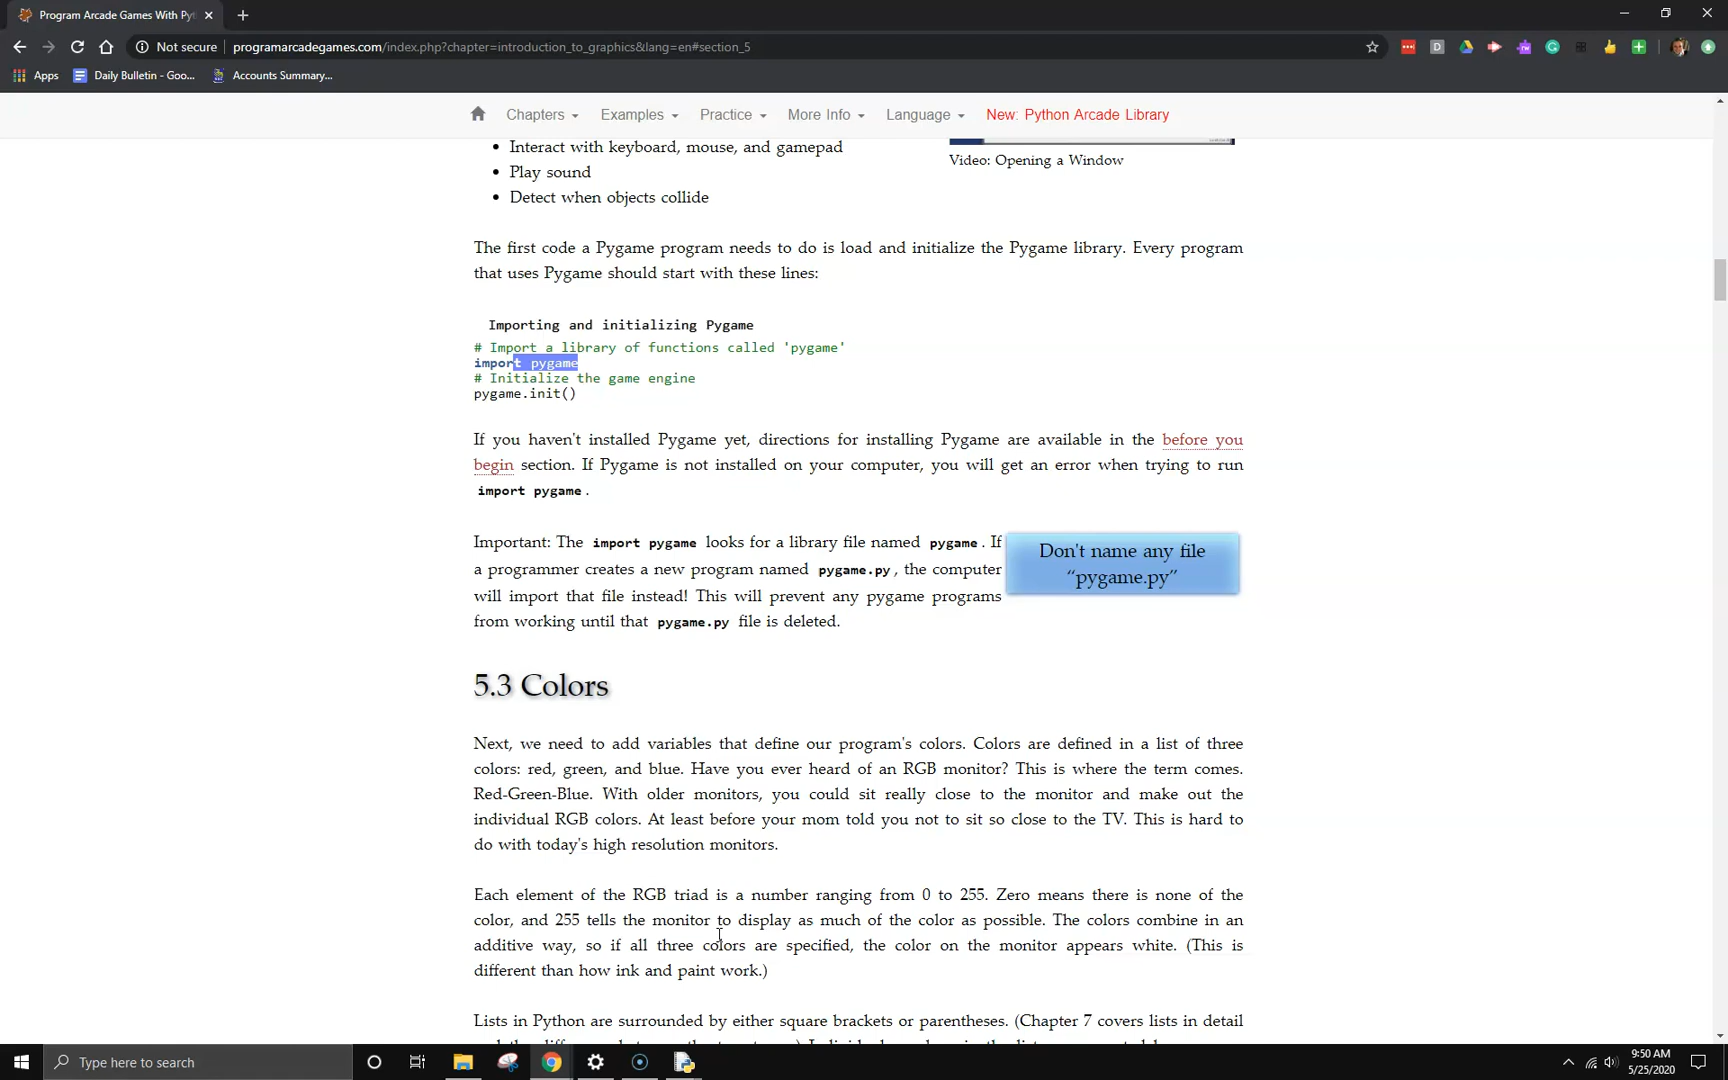 Program Arcade Games With Pyt
Not secure programarcadegames.com/index.php?chapter=introduction_to_graphics&lang=en#section_5
Apps Daily Bulletin - Goo... Accounts Summary...
Chapters Examples Practice More Info Language New: Python Arcade Library
• Interact with keyboard, mouse, and gamepad
• Play sound
• Detect when objects collide
Video: Opening a Window
The first code a Pygame program needs to do is load and initialize the Pygame library. Every program
that uses Pygame should start with these lines:
Importing and initializing Pygame
# Import a library of functions called 'pygame'
import pygame
# Initialize the game engine
pygame.init()
If you haven't installed Pygame yet, directions for installing Pygame are available in the before you
begin section. If Pygame is not installed on your computer, you will get an error when trying to run
import pygame.
Important: The import pygame looks for a library file named pygame. If
a programmer creates a new program named pygame.py, the computer
will import that file instead! This will prevent any pygame programs
from working until that pygame.py file is deleted.
Don't name any file
“pygame.py”
5.3 Colors
Next, we need to add variables that define our program's colors. Colors are defined in a list of three
colors: red, green, and blue. Have you ever heard of an RGB monitor? This is where the term comes.
Red-Green-Blue. With older monitors, you could sit really close to the monitor and make out the
individual RGB colors. At least before your mom told you not to sit so close to the TV. This is hard to
do with today's high resolution monitors.
Each element of the RGB triad is a number ranging from 0 to 255. Zero means there is none of the
color, and 255 tells the monitor to display as much of the color as possible. The colors combine in an
additive way, so if all three colors are specified, the color on the monitor appears white. (This is
different than how ink and paint work.)
Lists in Python are surrounded by either square brackets or parentheses. (Chapter 7 covers lists in detail
Type here to search
9:50 AM
5/25/2020